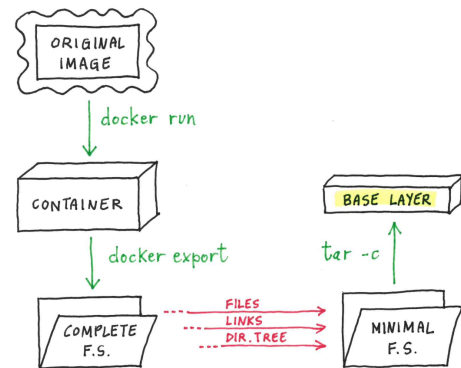 ORIGINAL
IMAGE
docker run
CONTAINER
BASE LAYER
docker export
tar -c
FILES
LINKS
DIR.TREE
COMPLETE
F.S.
MINIMAL
F.S.